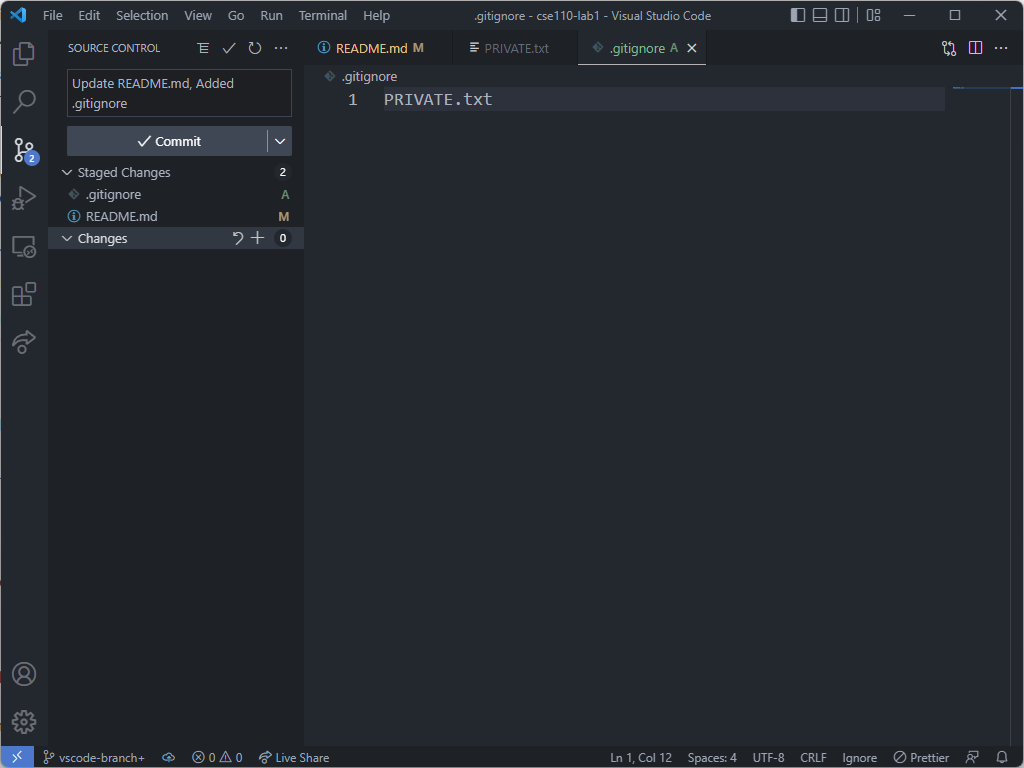 File Edit Selection View Go Run Terminal Help
.gitignore - cse110-lab1 - Visual Studio Code
SOURCE CONTROL
README.md M
PRIVATE.txt
.gitignore A
Update README.md, Added
.gitignore
.gitignore
1 PRIVATE.txt
Commit
2
Staged Changes 2
.gitignore A
README.md M
Changes 0
vscode-branch+ 0 0 Live Share Ln 1, Col 12 Spaces: 4 UTF-8 CRLF Ignore Prettier